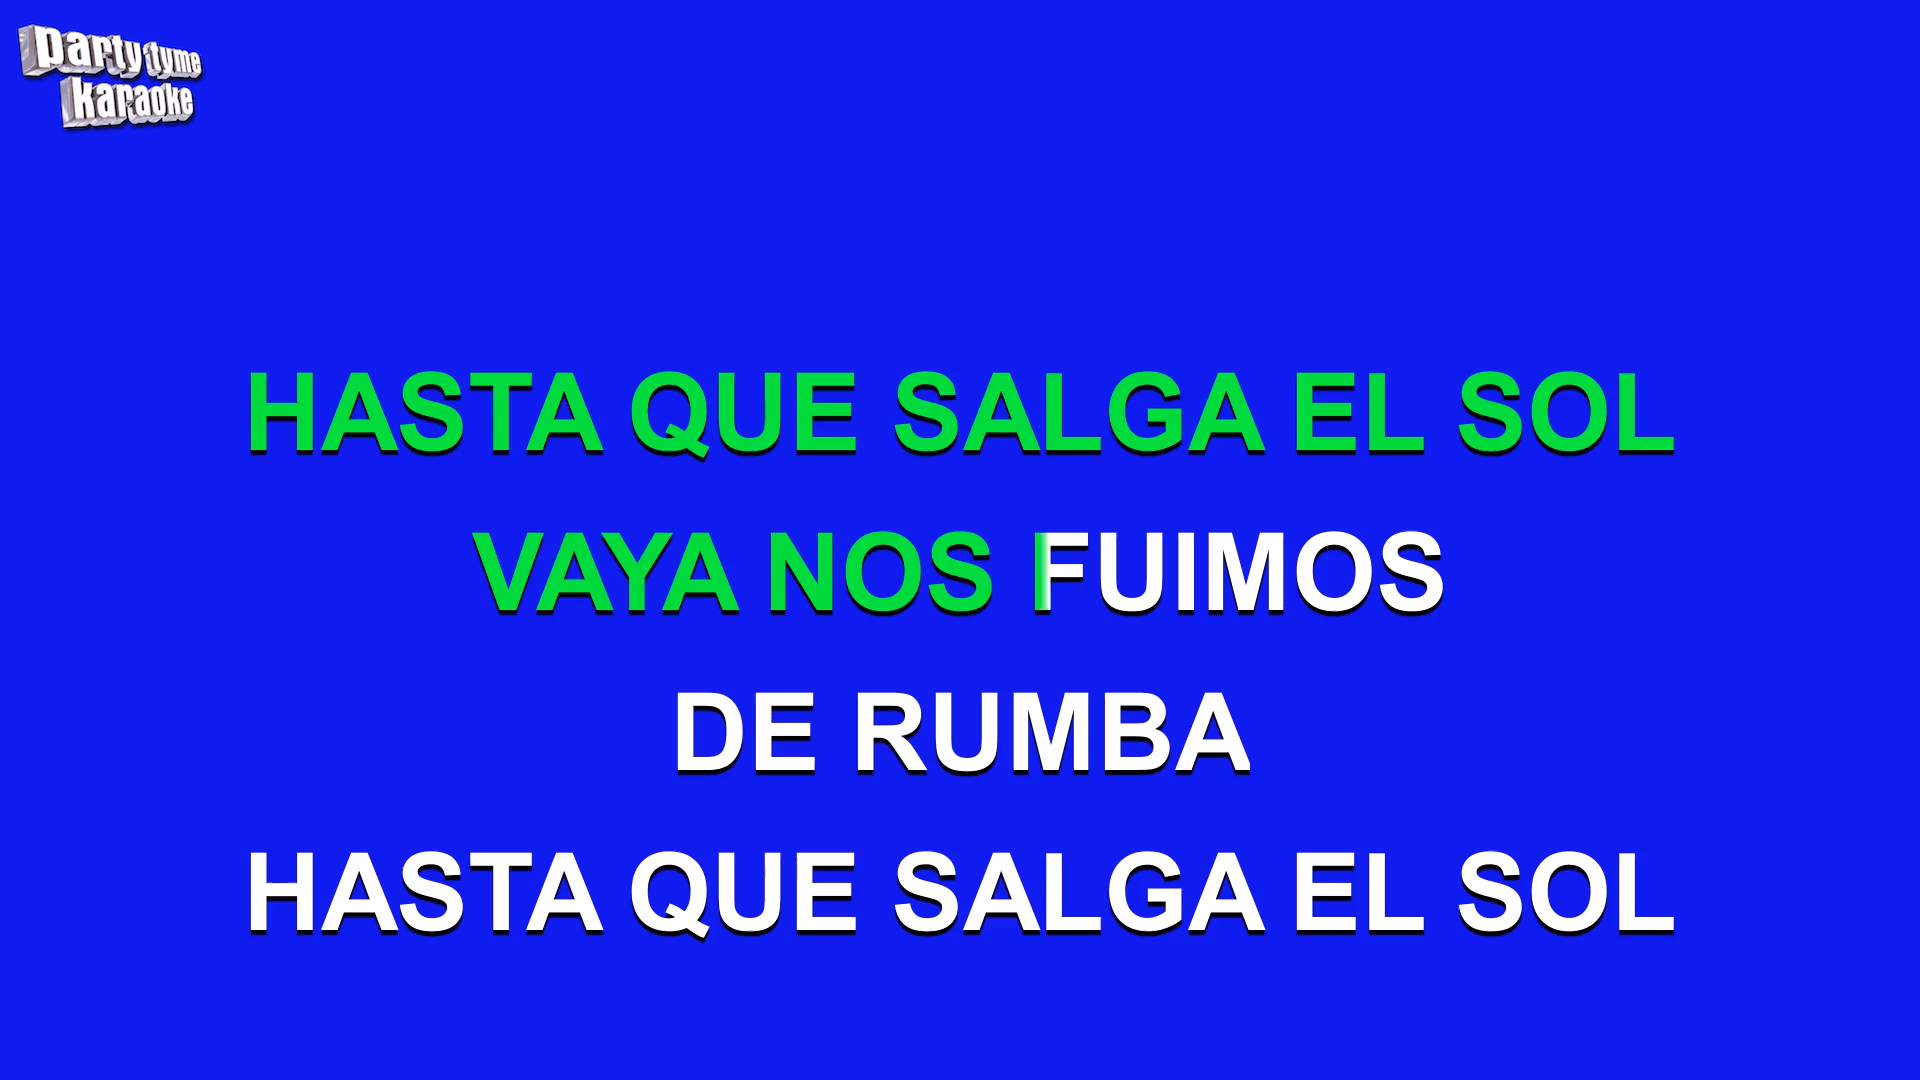 party tyme
karaoke
HASTA QUE SALGA EL SOL
VAYA NOS FUIMOS
DE RUMBA
HASTA QUE SALGA EL SOL